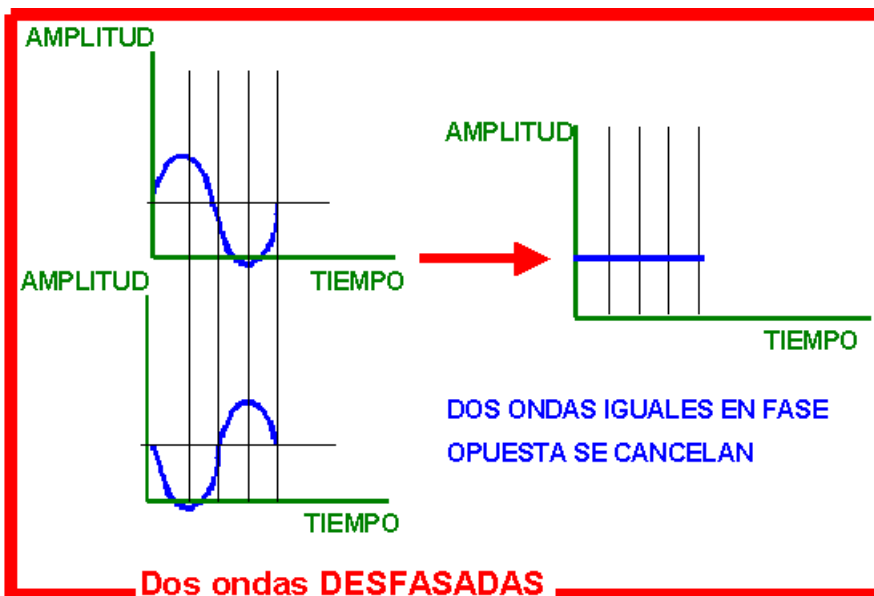 AMPLITUD
TIEMPO
AMPLITUD
TIEMPO
AMPLITUD
TIEMPO
DOS ONDAS IGUALES EN FASE
OPUESTA SE CANCELAN
Dos ondas DESFASADAS